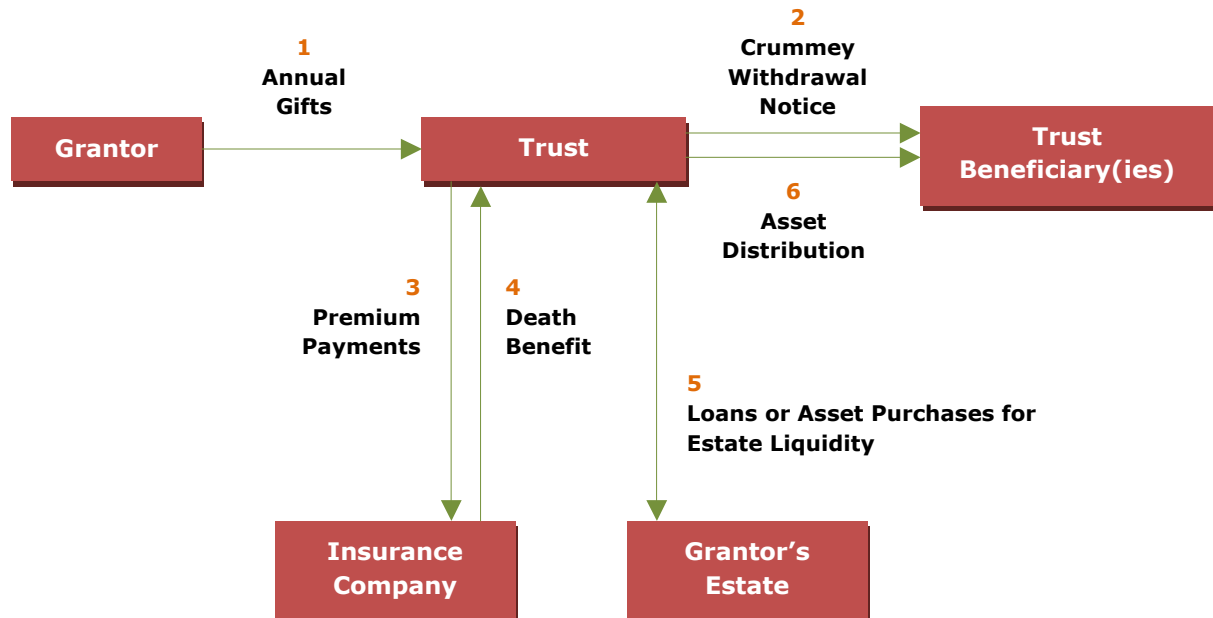 1
Annual
Gifts
2
Crummey
Withdrawal
Notice
Grantor
Trust
Trust
Beneficiary(ies)
6
Asset
Distribution
3
Premium
Payments
4
Death
Benefit
5
Loans or Asset Purchases for
Estate Liquidity
Insurance
Company
Grantor’s
Estate